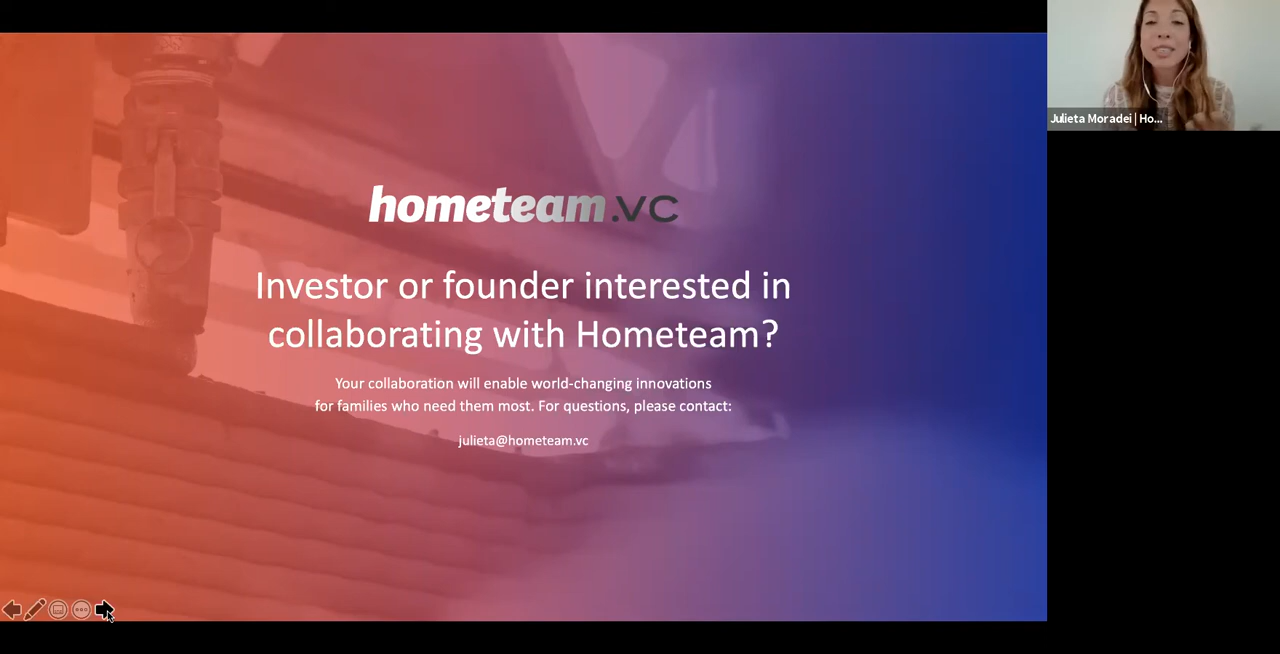 Julieta Moradei | Ho...
hometeam.vc
Investor or founder interested in
collaborating with Hometeam?
Your collaboration will enable world-changing innovations
for families who need them most. For questions, please contact:
julieta@hometeam.vc